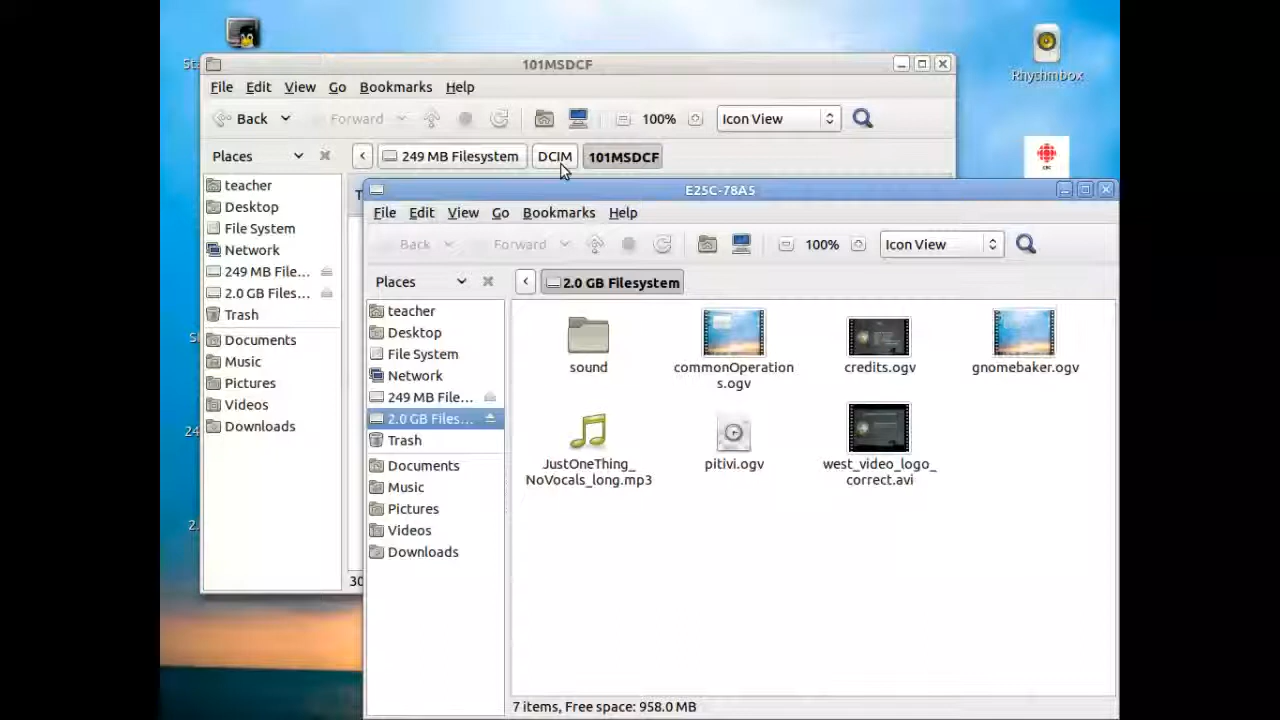 St
Rhythmbox
CBC
101MSDCF
File Edit View Go Bookmarks Help
Back Forward 100% Icon View
Places 249 MB Filesystem DCIM 101MSDCF
teacher
Desktop
File System
Network
249 MB File...
2.0 GB Files...
Trash
Documents
Music
Pictures
Videos
Downloads
S
24
2.
30
E25C-78A5
File Edit View Go Bookmarks Help
Back Forward 100% Icon View
Places 2.0 GB Filesystem
teacher
Desktop
File System
Network
249 MB File...
2.0 GB Files...
Trash
Documents
Music
Pictures
Videos
Downloads
sound
commonOperation
s.ogv
credits.ogv
gnomebaker.ogv
JustOneThing_
NoVocals_long.mp3
pitivi.ogv
west_video_logo_
correct.avi
7 items, Free space: 958.0 MB